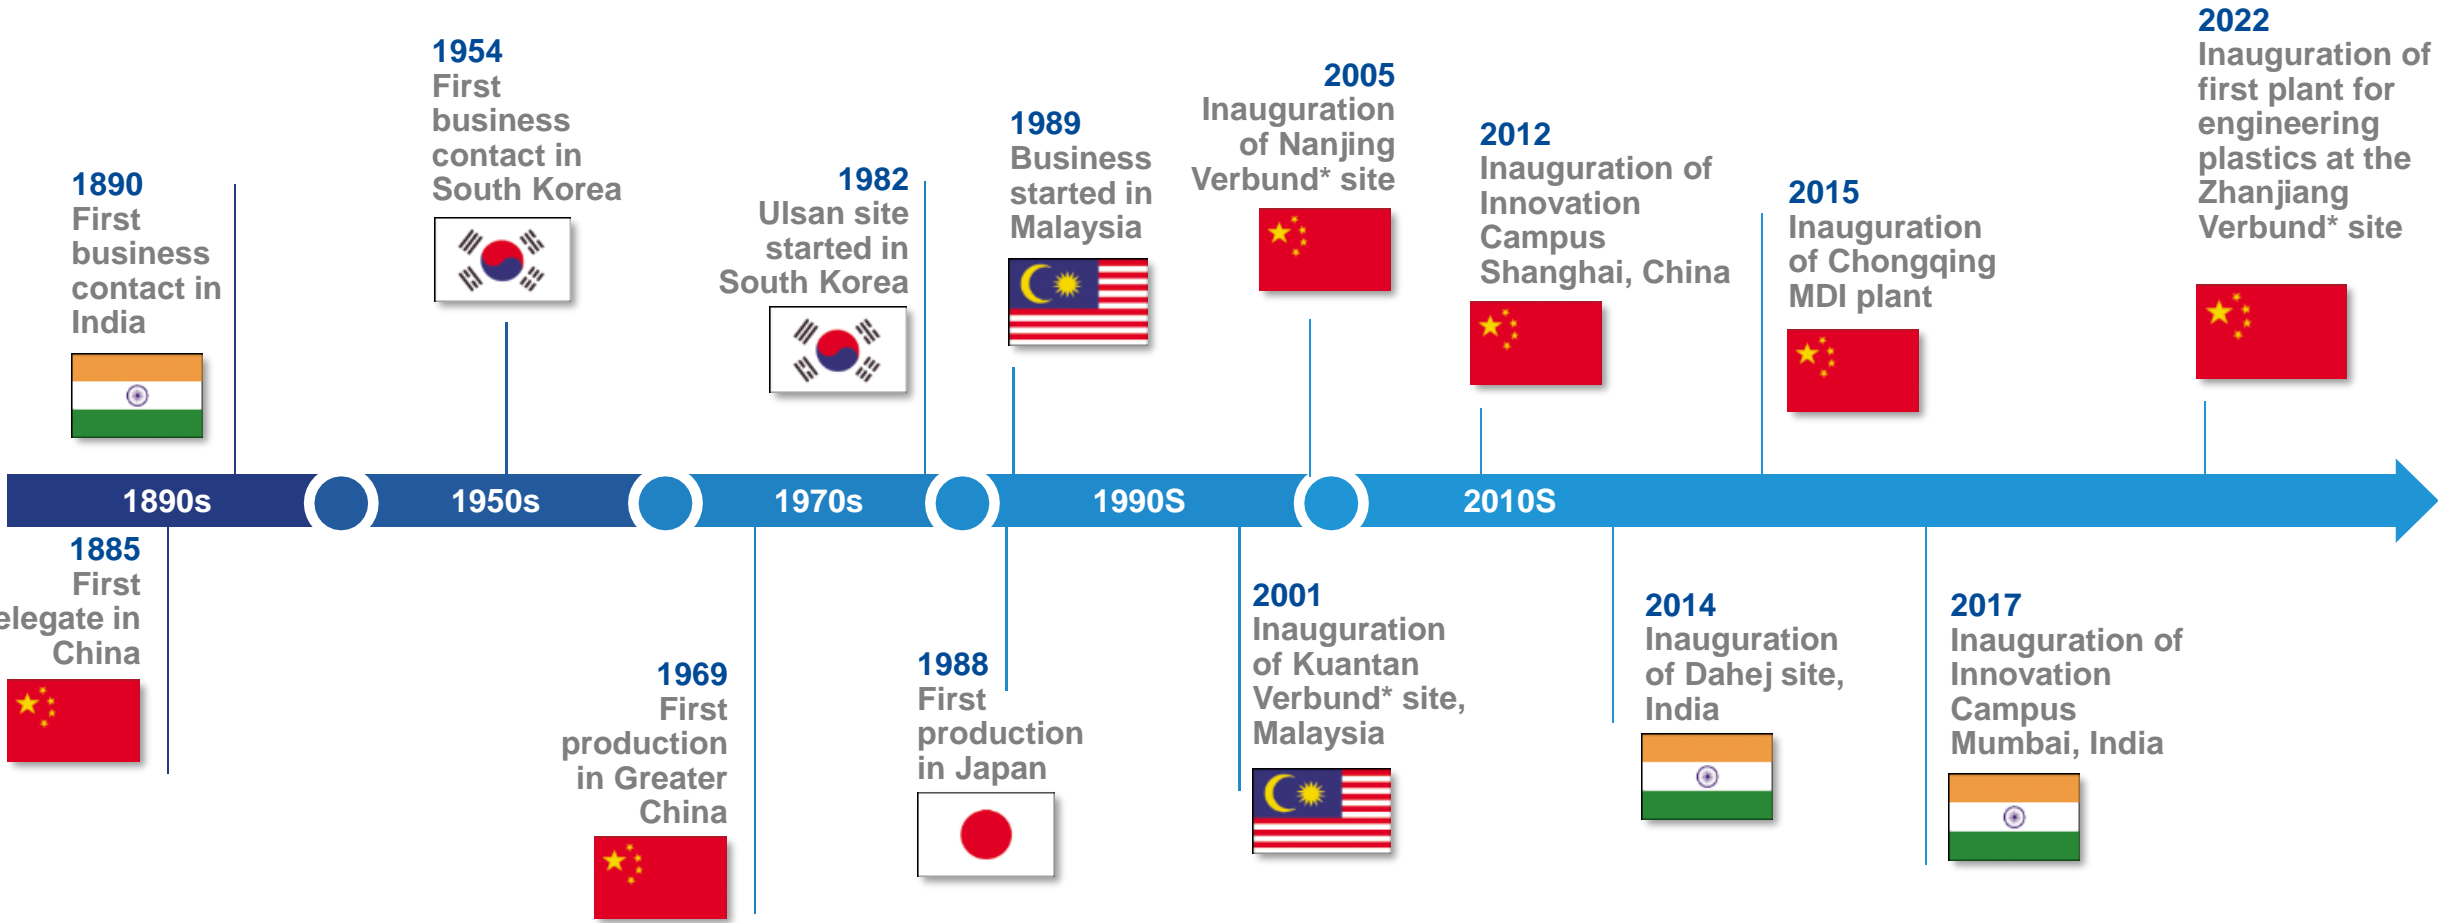 1890
First
business
contact in
India
1954
First
business
contact in
South Korea
1982
Ulsan site
started in
South Korea
1989
Business
started in
Malaysia
2005
Inauguration
of Nanjing
Verbund* site
2012
Inauguration of
Innovation
Campus
Shanghai, China
2015
Inauguration
of Chongqing
MDI plant
2022
Inauguration of
first plant for
engineering
plastics at the
Zhanjiang
Verbund* site
1890s
1950s
1970s
1990S
2010S
1885
First
elegate in
China
1969
First
production
in Greater
China
1988
First
production
in Japan
2001
Inauguration
of Kuantan
Verbund* site,
Malaysia
2014
Inauguration
of Dahej site,
India
2017
Inauguration of
Innovation
Campus
Mumbai, India